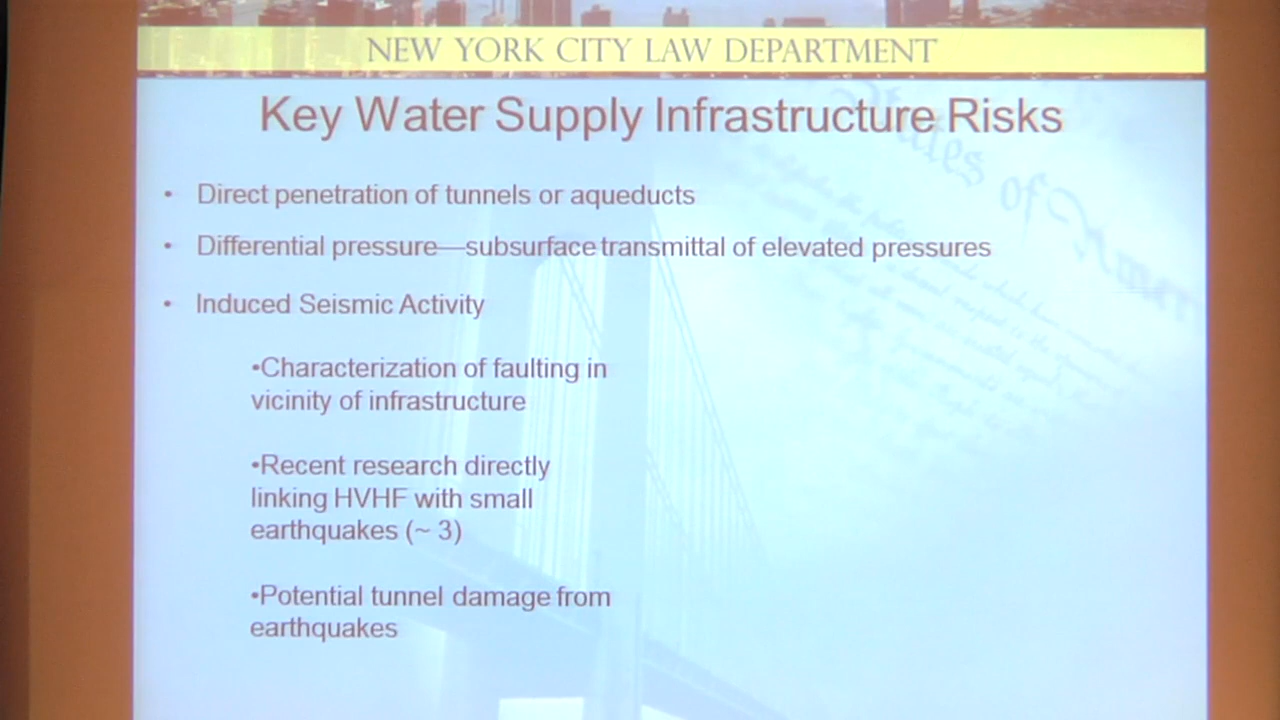 NEW YORK CITY LAW DEPARTMENT
Key Water Supply Infrastructure Risks
• Direct penetration of tunnels or aqueducts
• Differential pressure—subsurface transmittal of elevated pressures
• Induced Seismic Activity
•Characterization of faulting in
vicinity of infrastructure
•Recent research directly
linking HVHF with small
earthquakes (~ 3)
•Potential tunnel damage from
earthquakes